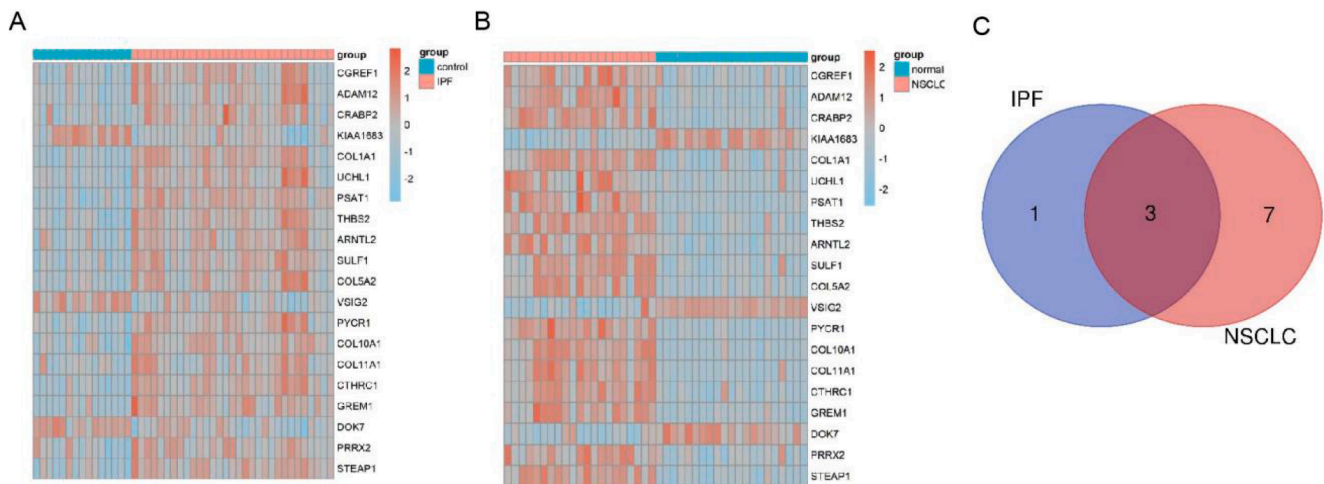 A
group
CGREF1
ADAM12
CRABP2
KIAA1683
COL1A1
UCHL1
PSAT1
THBS2
ARNTL2
SULF1
COL5A2
VSIG2
PYCR1
COL10A1
COL11A1
CTHRC1
GREM1
DOK7
PRRX2
STEAP1
2
1
0
-1
-2
group
control
IPF
B
group
CGREF1
ADAM12
CRABP2
KIAA1683
COL1A1
UCHL1
PSAT1
THBS2
ARNTL2
SULF1
COL5A2
VSIG2
PYCR1
COL10A1
COL11A1
CTHRC1
GREM1
DOK7
PRRX2
STEAP1
2
1
0
-1
-2
group
normal
NSCLC
C
IPF
1
3
7
NSCLC